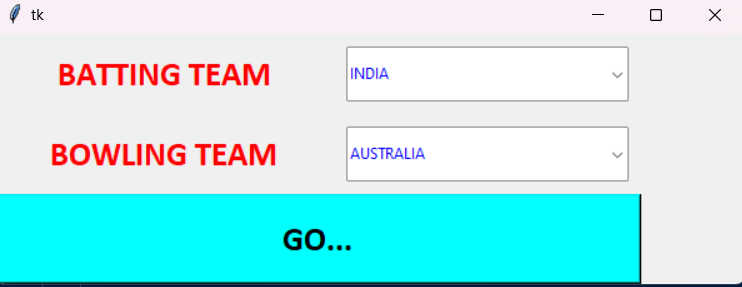 tk
BATTING TEAM
INDIA
BOWLING TEAM
AUSTRALIA
GO...